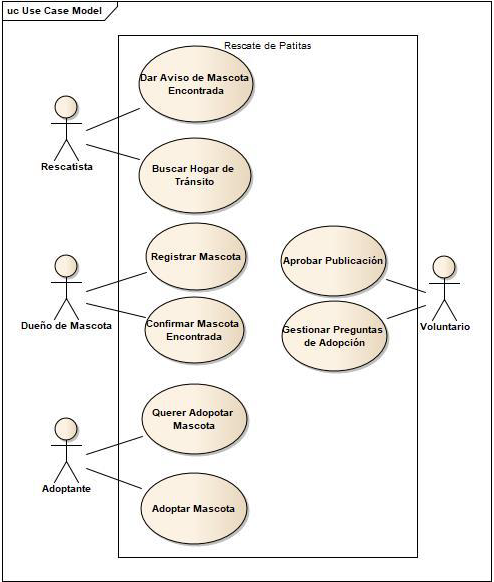 uc Use Case Model
Rescate de Patitas
Dar Aviso de Mascota
Encontrada
Rescatista
Buscar Hogar de
Tránsito
Registrar Mascota
Aprobar Publicación
Dueño de Mascota
Confirmar Mascota
Encontrada
Gestionar Preguntas
de Adopción
Voluntario
Querer Adopotar
Mascota
Adoptante
Adoptar Mascota